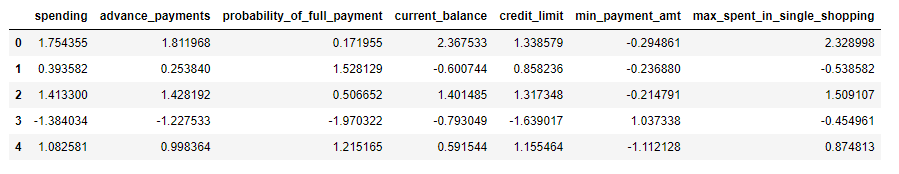 spending advance_payments probability_of_full_payment current_balance credit_limit min_payment_amt max_spent_in_single_shopping
0 1.754355 1.811968 0.171955 2.367533 1.338579 -0.294861 2.328998
1 0.393582 0.253840 1.528129 -0.600744 0.858236 -0.236880 -0.538582
2 1.413300 1.428192 0.506652 1.401485 1.317348 -0.214791 1.509107
3 -1.384034 -1.227533 -1.970322 -0.793049 -1.639017 1.037338 -0.454961
4 1.082581 0.998364 1.215165 0.591544 1.155464 -1.112128 0.874813